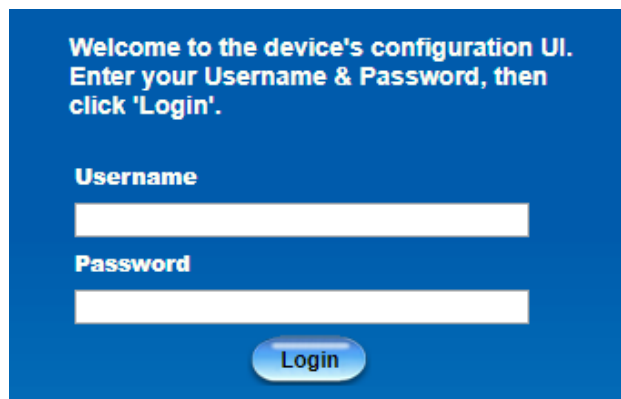 Welcome to the device's configuration UI.
Enter your Username & Password, then
click 'Login'.
Username
Password
Login